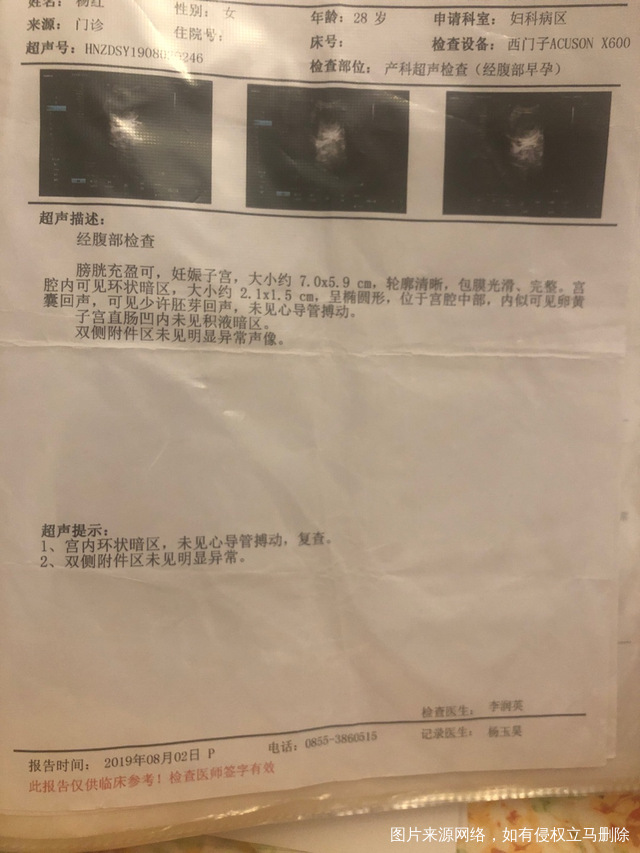 姓名： 杨红 性别： 女 年龄：28 岁 申请科室： 妇科病区
来源： 门诊 住院号： 床号： 检查设备： 西门子ACUSON X600
超声号： 检查部位： 产科超声检查（经腹部早孕）
超声描述：
经腹部检查
膀胱充盈可，妊娠子宫，大小约 7.0x5.9 cm，轮廓清晰，包膜光滑、完整。宫
腔内可见环状暗区，大小约 2.1x1.5 cm，呈椭圆形，位于宫腔中部，内似可见卵黄
囊回声，可见少许胚芽回声，未见心导管搏动。
子宫直肠凹内未见积液暗区。
双侧附件区未见明显异常声像。
超声提示：
1、宫内环状暗区，未见心导管搏动，复查。
2、双侧附件区未见明显异常。
检查医生： 李润英
报告时间： 2019年08月02日 P 电话：0855-3860515 记录医生： 杨玉昊
此报告仅供临床参考！检查医师签字有效
图片来源网络，如有侵权立马删除